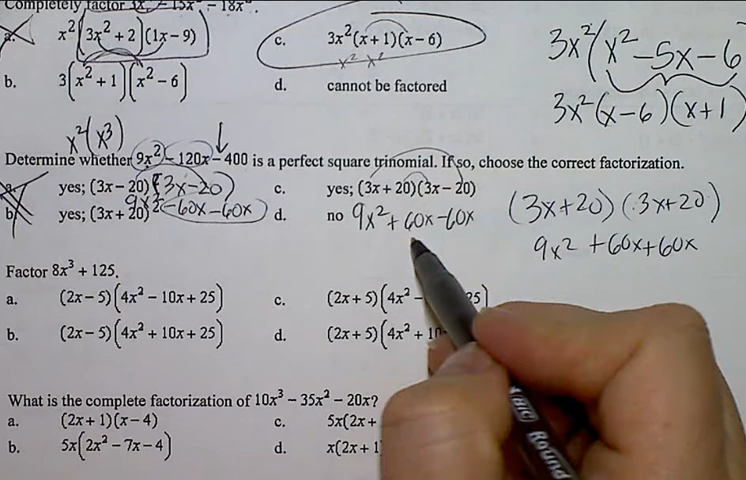 Completely factor 3x² – 15x³ – 18x².
a. x²(3x² + 2)(1x – 9)
c. 3x²(x + 1)(x – 6)
x² x²
b. 3(x² + 1)(x² – 6)
d. cannot be factored
3x²(x² – 5x – 6
3x²(x – 6)(x + 1)
x²(x³)
Determine whether 9x² – 120x – 400 is a perfect square trinomial. If so, choose the correct factorization.
a. yes; (3x – 20)² (3x – 20)
c. yes; (3x + 20)(3x – 20)
b. yes; (3x + 20)² 9x² – 60x – 60x
d. no 9x² + 60x – 60x
(3x + 20)(3x + 20)
9x² + 60x + 60x
Factor 8x³ + 125.
a. (2x – 5)(4x² – 10x + 25)
c. (2x + 5)(4x² – 25)
b. (2x – 5)(4x² + 10x + 25)
d. (2x + 5)(4x² + 10
What is the complete factorization of 10x³ – 35x² – 20x?
a. (2x + 1)(x – 4)
c. 5x(2x +
b. 5x(2x² – 7x – 4)
d. x(2x + 1